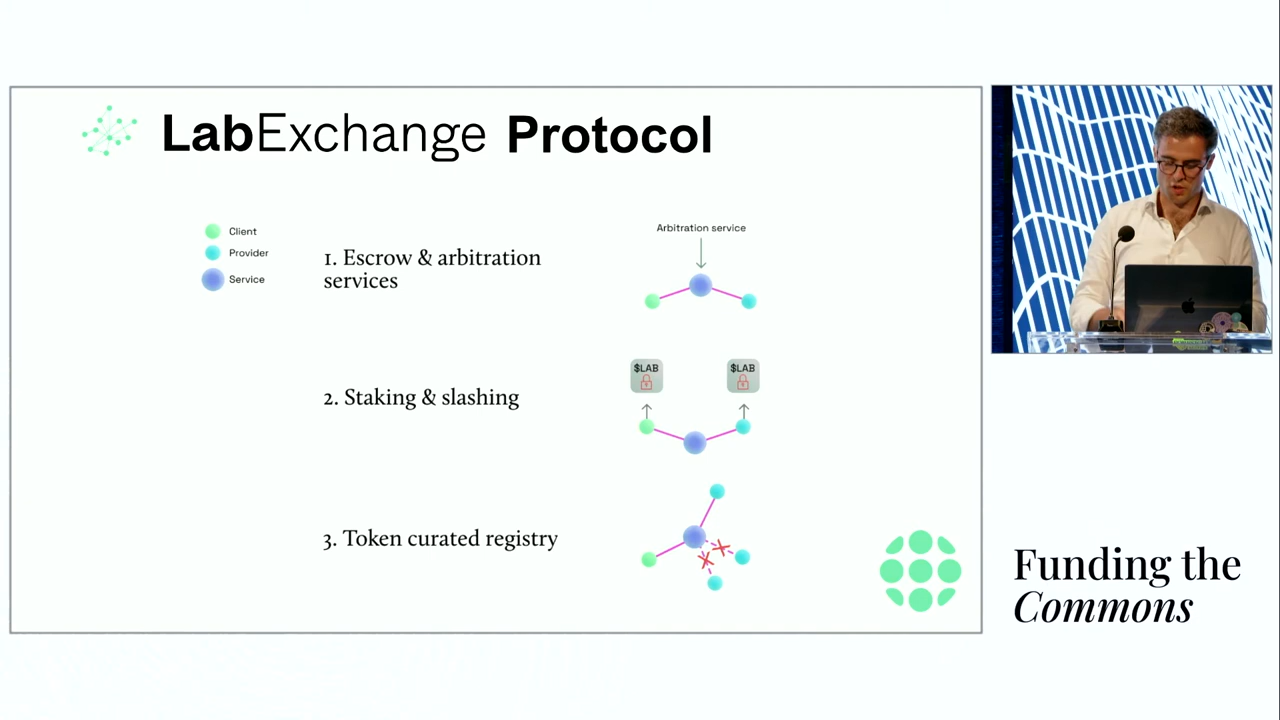 LabExchange Protocol
Client
Provider
Service
1. Escrow & arbitration
services
Arbitration service
2. Staking & slashing
$LAB
$LAB
3. Token curated registry
Funding the
Commons